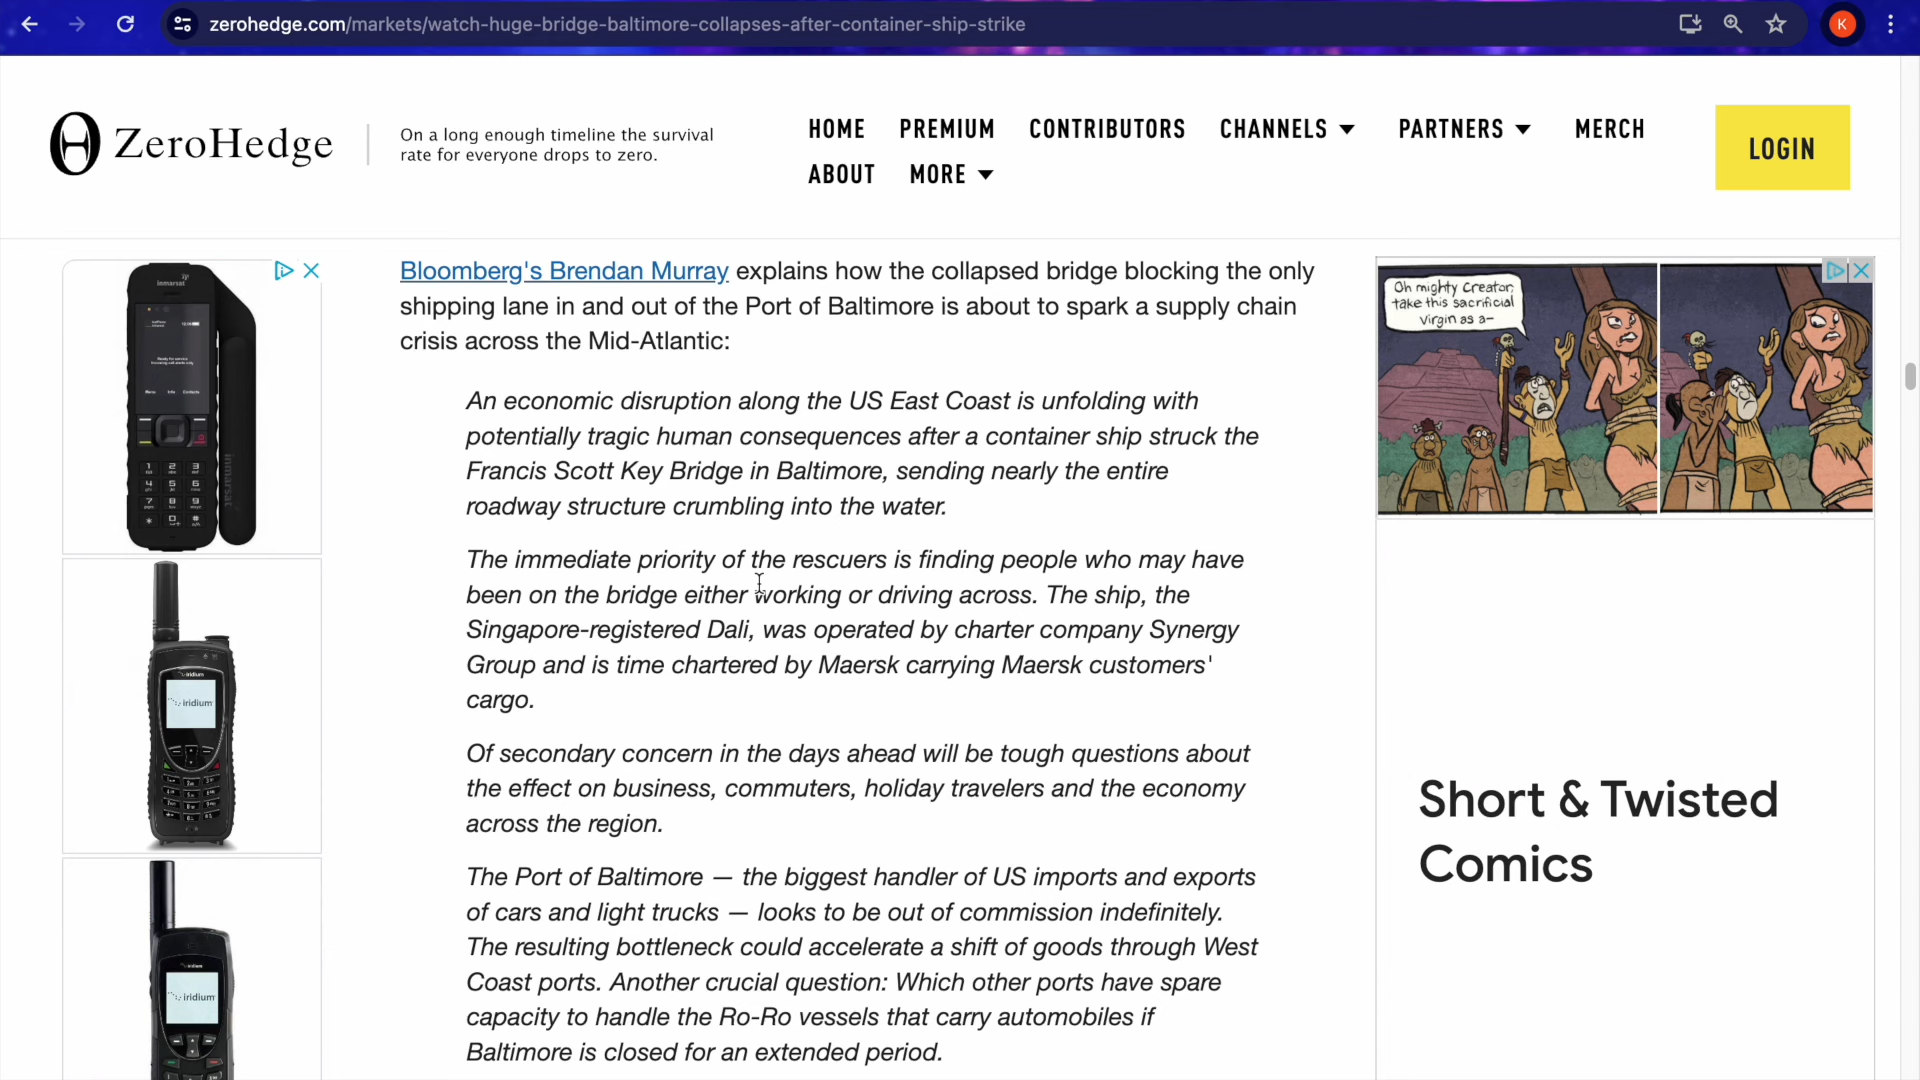 zerohedge.com/markets/watch-huge-bridge-baltimore-collapses-after-container-ship-strike
K
ZeroHedge
On a long enough timeline the survival
rate for everyone drops to zero.
HOME PREMIUM CONTRIBUTORS CHANNELS PARTNERS MERCH
ABOUT MORE
LOGIN
Bloomberg's Brendan Murray explains how the collapsed bridge blocking the only
shipping lane in and out of the Port of Baltimore is about to spark a supply chain
crisis across the Mid-Atlantic:
An economic disruption along the US East Coast is unfolding with
potentially tragic human consequences after a container ship struck the
Francis Scott Key Bridge in Baltimore, sending nearly the entire
roadway structure crumbling into the water.
The immediate priority of the rescuers is finding people who may have
been on the bridge either working or driving across. The ship, the
Singapore-registered Dali, was operated by charter company Synergy
Group and is time chartered by Maersk carrying Maersk customers'
cargo.
Of secondary concern in the days ahead will be tough questions about
the effect on business, commuters, holiday travelers and the economy
across the region.
The Port of Baltimore — the biggest handler of US imports and exports
of cars and light trucks — looks to be out of commission indefinitely.
The resulting bottleneck could accelerate a shift of goods through West
Coast ports. Another crucial question: Which other ports have spare
capacity to handle the Ro-Ro vessels that carry automobiles if
Baltimore is closed for an extended period.
inmarsat
inmarsat
iridium
iridium
iridium
iridium
Oh mighty Creator,
take this sacrificial
virgin as a-
Short & Twisted
Comics